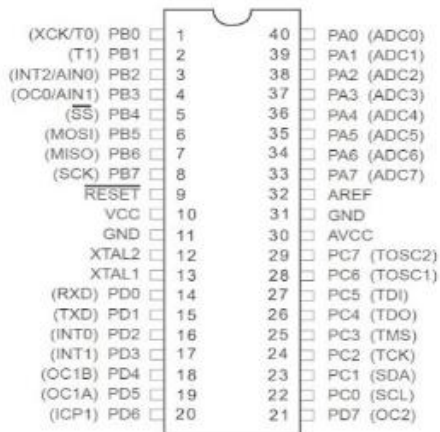 (XCK/T0) PB0 1 40 PA0 (ADC0)
(T1) PB1 2 39 PA1 (ADC1)
(INT2/AIN0) PB2 3 38 PA2 (ADC2)
(OC0/AIN1) PB3 4 37 PA3 (ADC3)
(SS) PB4 5 36 PA4 (ADC4)
(MOSI) PB5 6 35 PA5 (ADC5)
(MISO) PB6 7 34 PA6 (ADC6)
(SCK) PB7 8 33 PA7 (ADC7)
RESET 9 32 AREF
VCC 10 31 GND
GND 11 30 AVCC
XTAL2 12 29 PC7 (TOSC2)
XTAL1 13 28 PC6 (TOSC1)
(RXD) PD0 14 27 PC5 (TDI)
(TXD) PD1 15 26 PC4 (TDO)
(INT0) PD2 16 25 PC3 (TMS)
(INT1) PD3 17 24 PC2 (TCK)
(OC1B) PD4 18 23 PC1 (SDA)
(OC1A) PD5 19 22 PC0 (SCL)
(ICP1) PD6 20 21 PD7 (OC2)